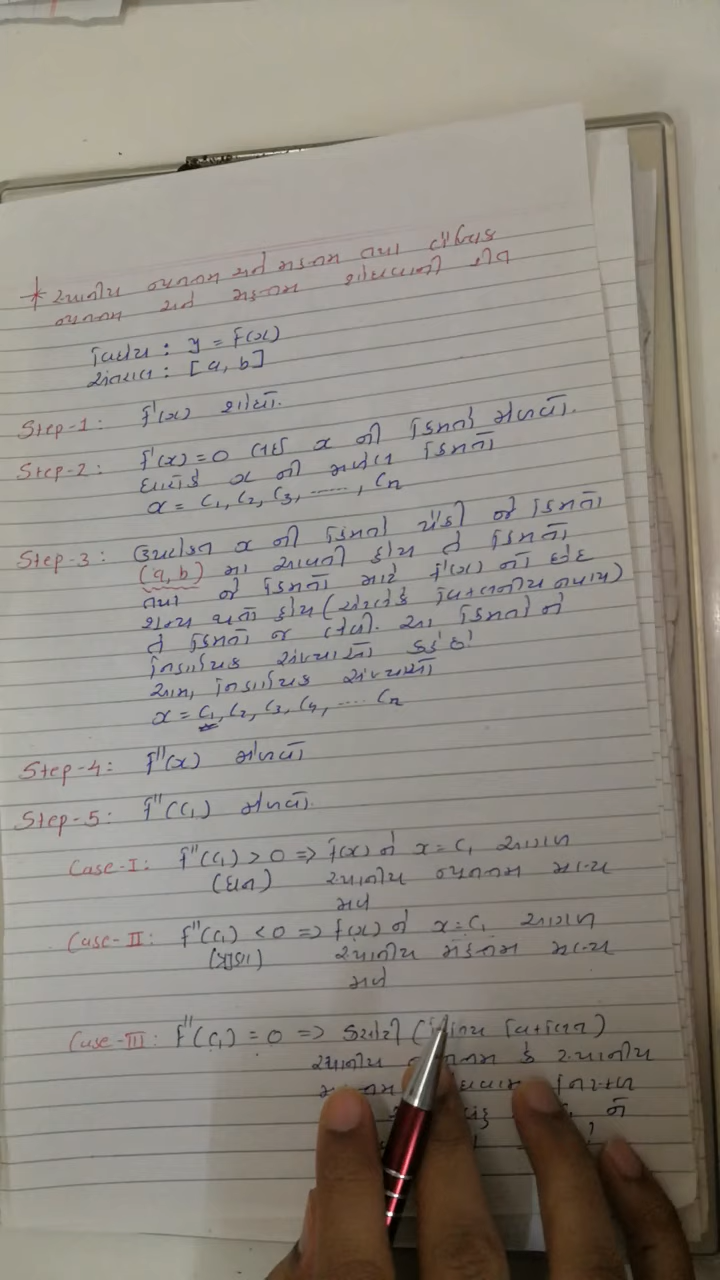 * સ્થાનીય ન્યૂનતમ અને મહત્તમ તથા વૈશ્વિક
ન્યૂનતમ અને મહત્તમ શોધવાની રીત
વિધેય : y = f(x)
અંતરાલ : [a, b]
Step-1: f'(x) શોધો.
Step-2: f'(x) = 0 લઈ x ની કિંમતો મેળવો.
ધારોકે x ની મળેલ કિંમતો
x = c₁, c₂, c₃, ......, cₙ
Step-3: ઉપરોક્ત x ની કિંમતો પૈકી જે કિંમતો
(a, b) માં આવતી હોય તે કિંમતો
તથા જે કિંમતો માટે f'(x) નો છેદ
શૂન્ય થતો હોય (એટલેકે વિકલનીય ન થાય)
તે કિંમતો જ લેવી. આ કિંમતો ને
નિર્ણાયક સંખ્યાઓ કહે છે.
આમ, નિર્ણાયક સંખ્યાઓ
x = c₁, c₂, c₃, c₄, .... cₙ
Step-4: f''(x) મેળવો
Step-5: f''(c₁) મેળવો.
Case-I: f''(c₁) > 0 => f(x) ને x = c₁ આગળ
(ધન) સ્થાનીય ન્યૂનતમ મૂલ્ય
મળે
Case-II: f''(c₁) < 0 => f(x) ને x = c₁ આગળ
(ઋણ) સ્થાનીય મહત્તમ મૂલ્ય
મળે
Case-III: f''(c₁) = 0 => કસોટી
સ્થાનીય કે સ્થાનીય